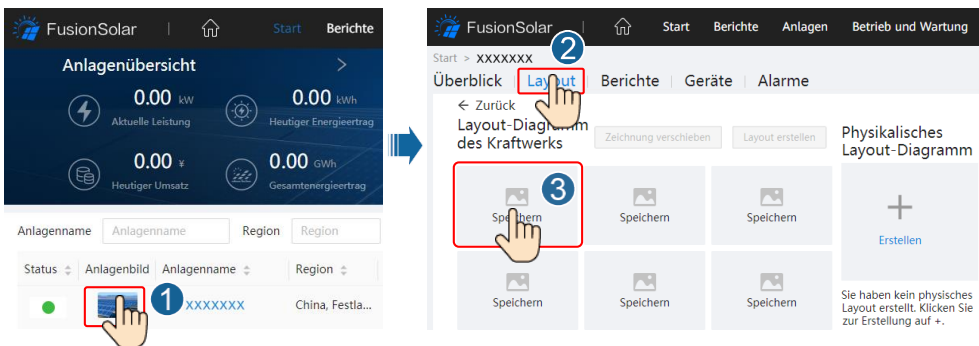 FusionSolar
Start
Berichte
Anlagenübersicht
0.00 kW
Aktuelle Leistung
0.00 kWh
Heutiger Energieertrag
0.00 ¥
Heutiger Umsatz
0.00 GWh
Gesamtenergieertrag
Anlagenname
Anlagenname
Region
Region
Status
Anlagenbild
Anlagenname
Region
1
XXXXXXX
China, Festla...
FusionSolar
Start
Berichte
Anlagen
Betrieb und Wartung
Start > XXXXXXX
2
Überblick
Layout
Berichte
Geräte
Alarme
← Zurück
Layout-Diagramm
des Kraftwerks
Zeichnung verschieben
Layout erstellen
3
Speichern
Speichern
Speichern
Speichern
Speichern
Speichern
Physikalisches
Layout-Diagramm
+
Erstellen
Sie haben kein physisches
Layout erstellt. Klicken Sie
zur Erstellung auf +.